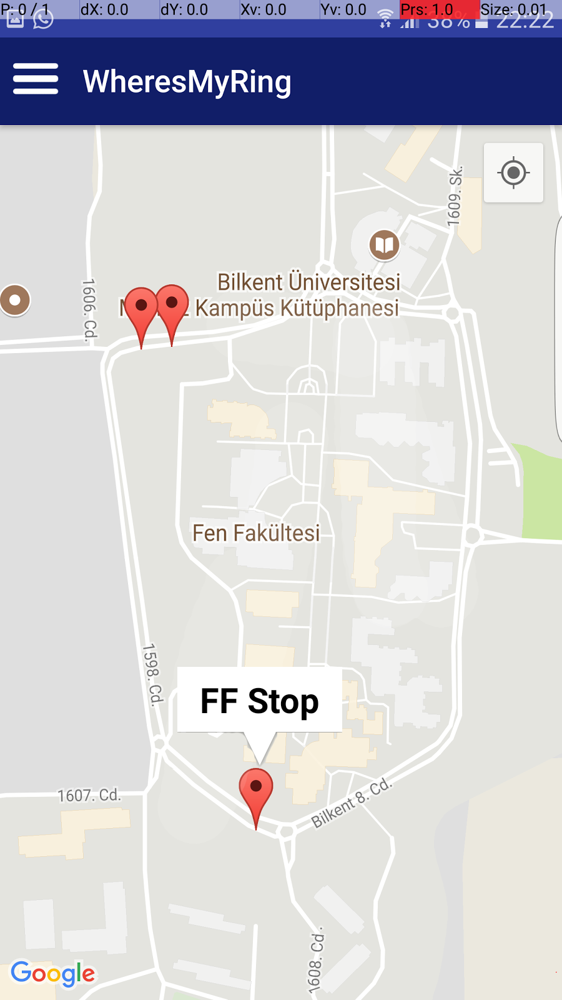 P: 0 / 1 dX: 0.0 dY: 0.0 Xv: 0.0 Yv: 0.0 Prs: 1.0 Size: 0.01
38% 22:22
WheresMyRing
1609. Sk.
Bilkent Üniversitesi
Kampüs Kütüphanesi
1606. Cd.
Fen Fakültesi
1598. Cd.
FF Stop
1607. Cd.
Bilkent 8. Cd.
1608. Cd.
Google